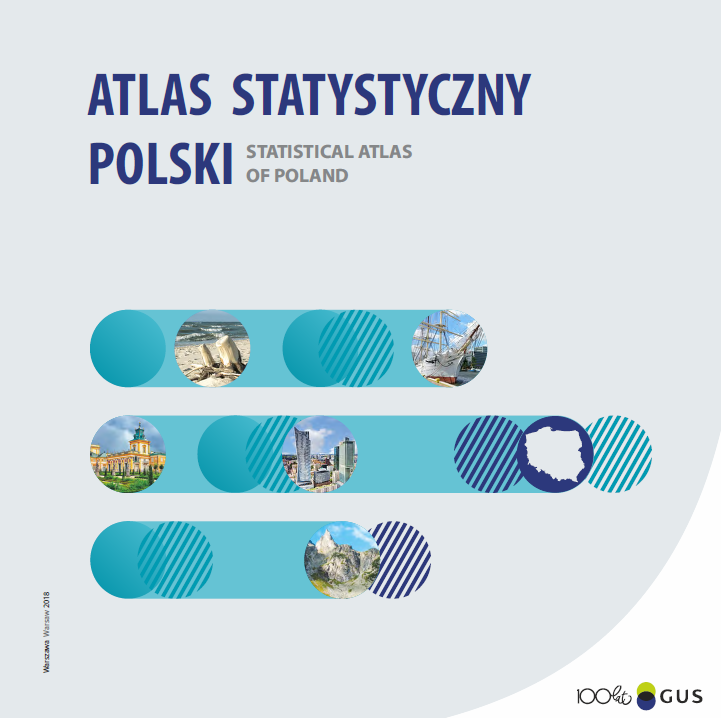 ATLAS STATYSTYCZNY
POLSKI
STATISTICAL ATLAS
OF POLAND
Warszawa Warsaw 2018
100 lat GUS